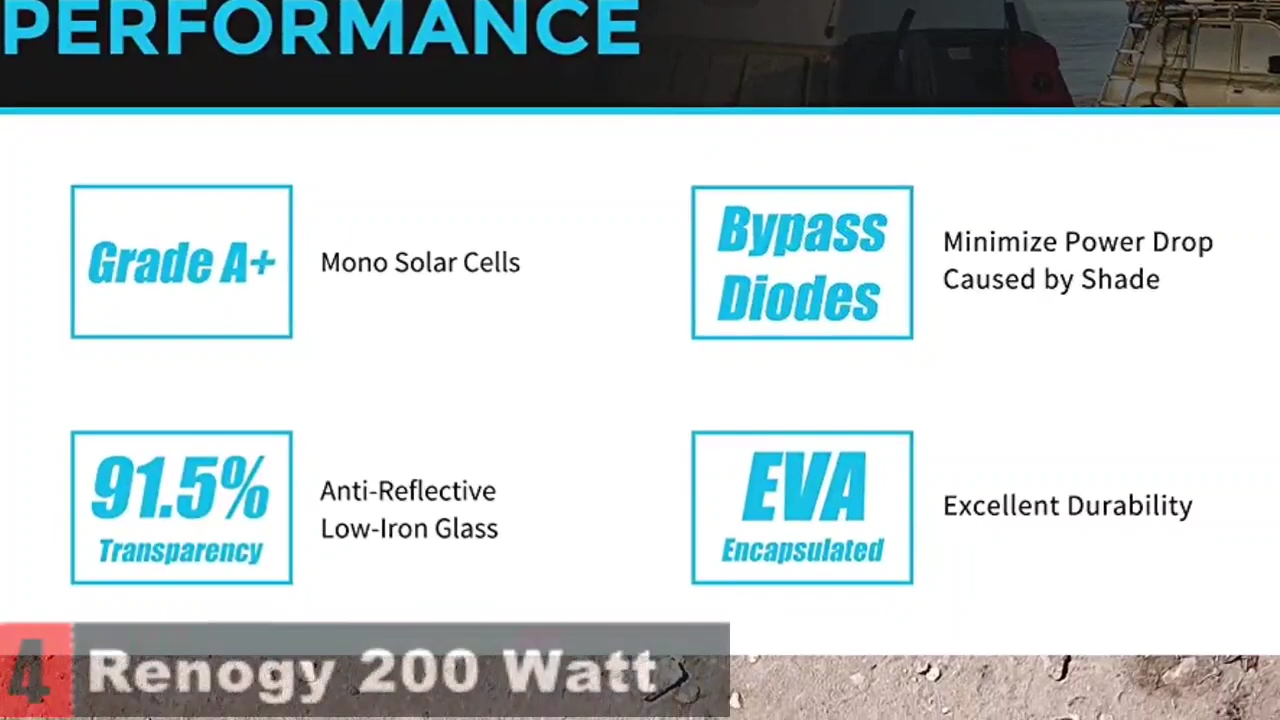 PERFORMANCE
Grade A+
Mono Solar Cells
Bypass
Diodes
Minimize Power Drop
Caused by Shade
91.5%
Transparency
Anti-Reflective
Low-Iron Glass
EVA
Encapsulated
Excellent Durability
4 Renogy 200 Watt